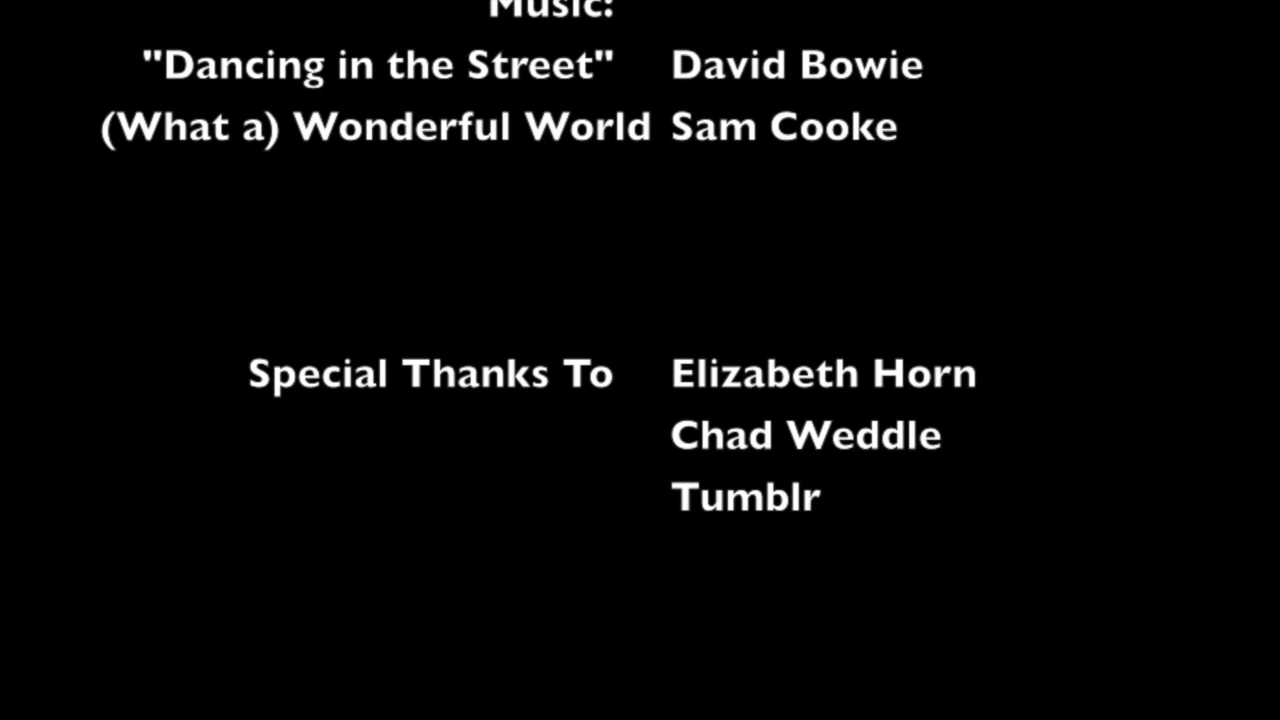 Music:
"Dancing in the Street" David Bowie
(What a) Wonderful World Sam Cooke
Special Thanks To Elizabeth Horn
Chad Weddle
Tumblr